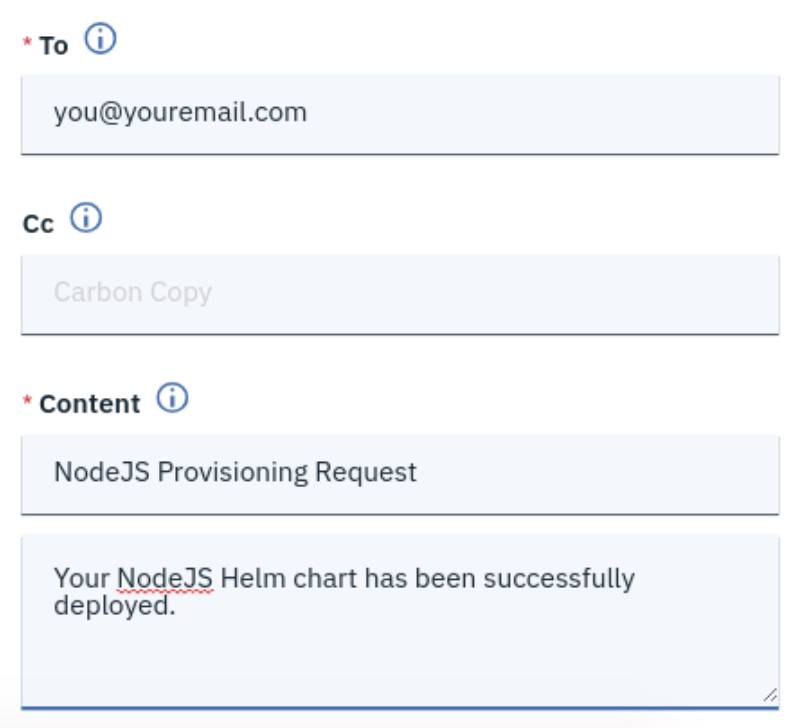 * To
you@youremail.com
Cc
Carbon Copy
* Content
NodeJS Provisioning Request
Your NodeJS Helm chart has been successfully
deployed.